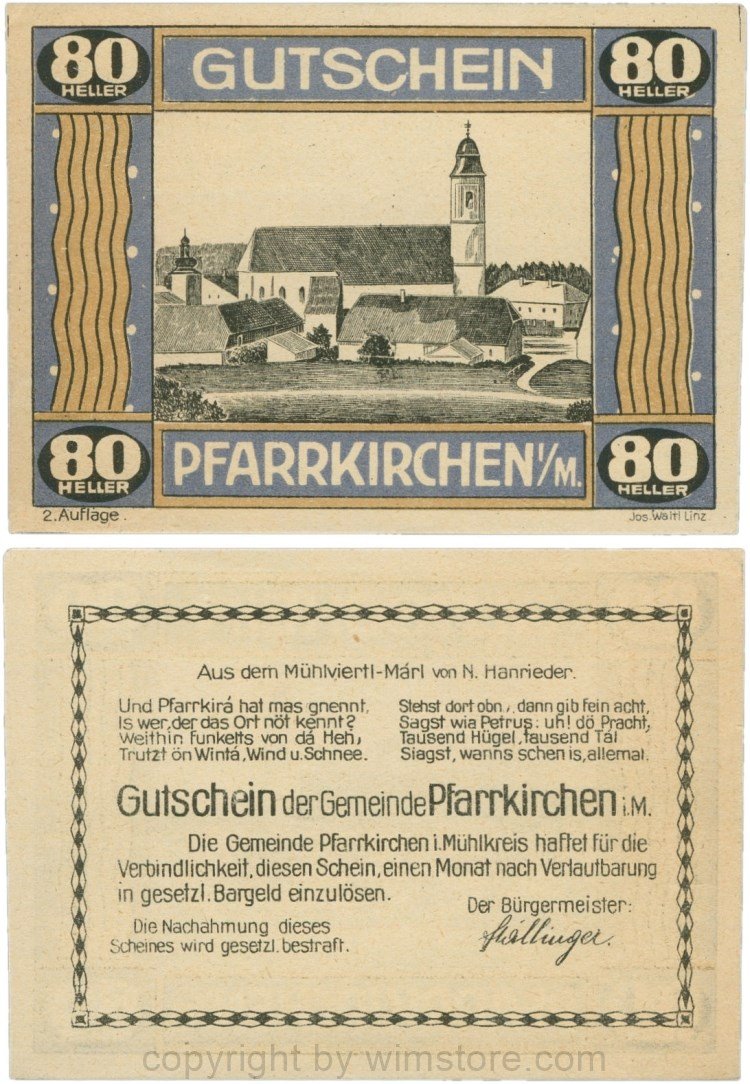 80 HELLER
GUTSCHEIN
80 HELLER
80 HELLER
PFARRKIRCHEN i/M.
80 HELLER
2. Auflage.
Jos. Wältl Linz
Aus dem Mühlviertl-Márl von N. Hanrieder.
Und Pfarrkirá hat mas gnennt,
Is wer, der das Ort nöt kennt?
Weithin funkelts von dá Heh,
Trutzt ön Wintá, Wind u. Schnee.
Stehst dort obn, dann gib fein acht,
Sagst wia Petrus: uh! dö Pracht,
Tausend Hügel, tausend Tál
Siagst, wanns schen is, allemal.
Gutschein der Gemeinde Pfarrkirchen i. M.
Die Gemeinde Pfarrkirchen i. Mühlkreis haftet für die
Verbindlichkeit, diesen Schein, einen Monat nach Verlautbarung
in gesetzl. Bargeld einzulösen.
Die Nachahmung dieses
Scheines wird gesetzl. bestraft.
Der Bürgermeister:
copyright by wimstore.com